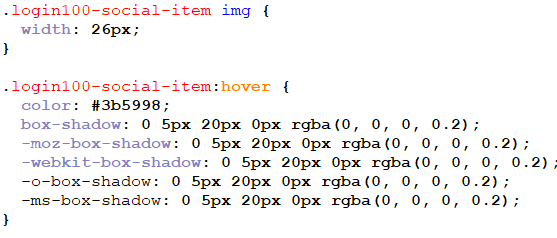 .login100-social-item img {
  width: 26px;
}

.login100-social-item:hover {
  color: #3b5998;
  box-shadow: 0 5px 20px 0px rgba(0, 0, 0, 0.2);
  -moz-box-shadow: 0 5px 20px 0px rgba(0, 0, 0, 0.2);
  -webkit-box-shadow: 0 5px 20px 0px rgba(0, 0, 0, 0.2);
  -o-box-shadow: 0 5px 20px 0px rgba(0, 0, 0, 0.2);
  -ms-box-shadow: 0 5px 20px 0px rgba(0, 0, 0, 0.2);
}